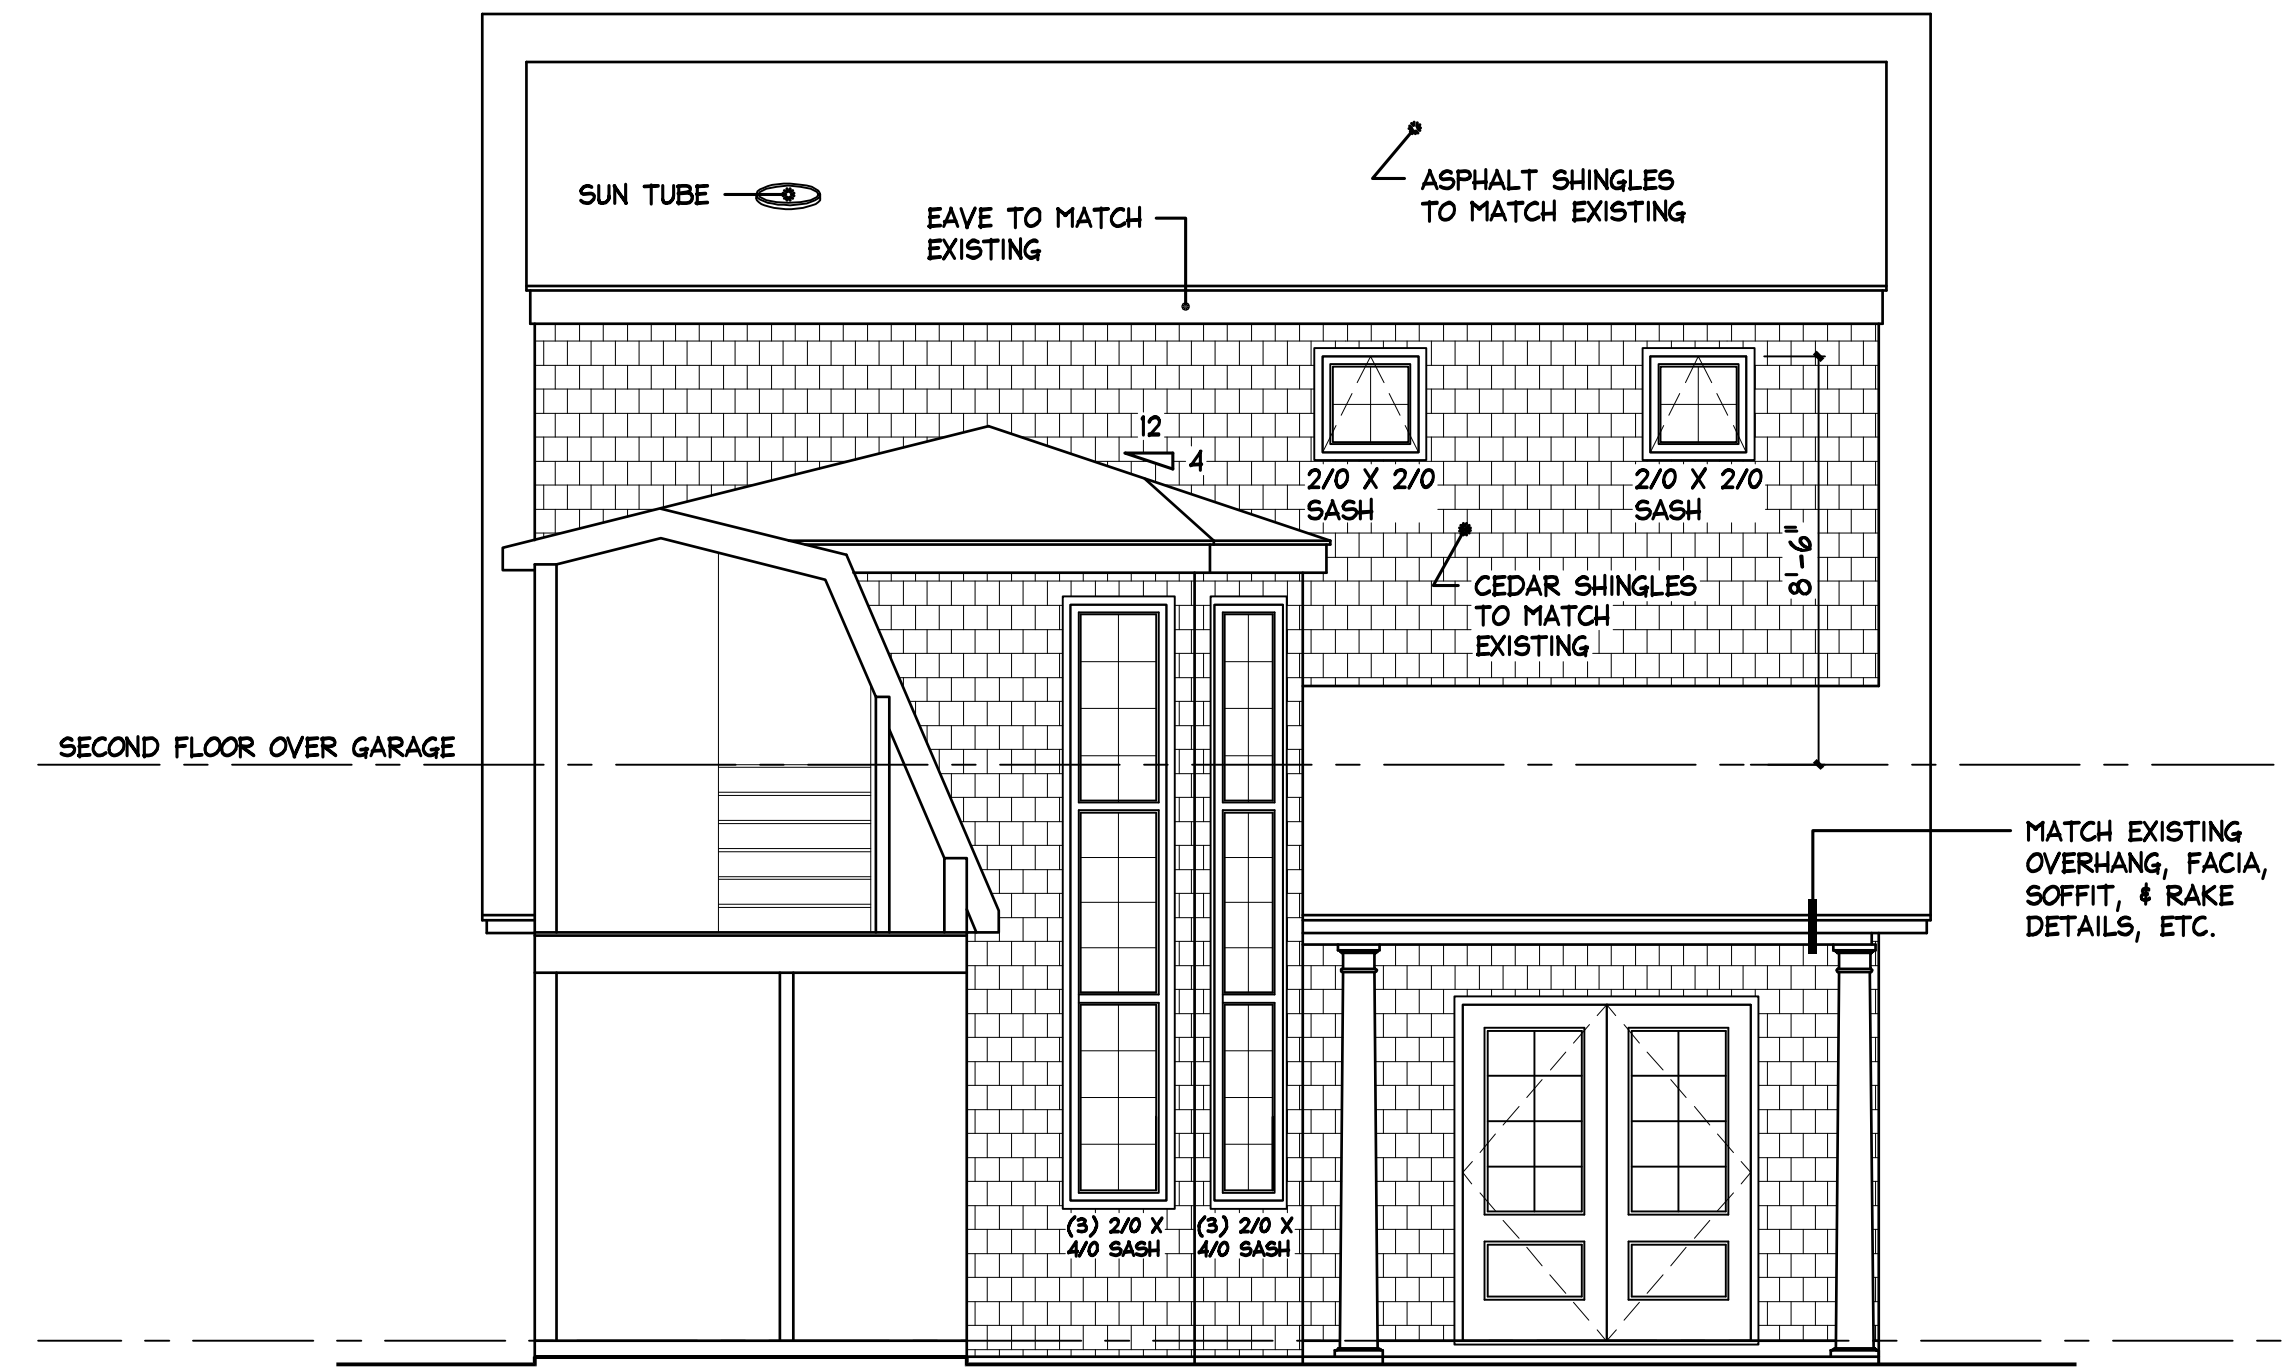 SUN TUBE
EAVE TO MATCH
EXISTING
ASPHALT SHINGLES
TO MATCH EXISTING
12
4
2/0 X 2/0
SASH
2/0 X 2/0
SASH
8'-6"
CEDAR SHINGLES
TO MATCH
EXISTING
SECOND FLOOR OVER GARAGE
MATCH EXISTING
OVERHANG, FACIA,
SOFFIT, & RAKE
DETAILS, ETC.
(3) 2/0 X
4/0 SASH
(3) 2/0 X
4/0 SASH